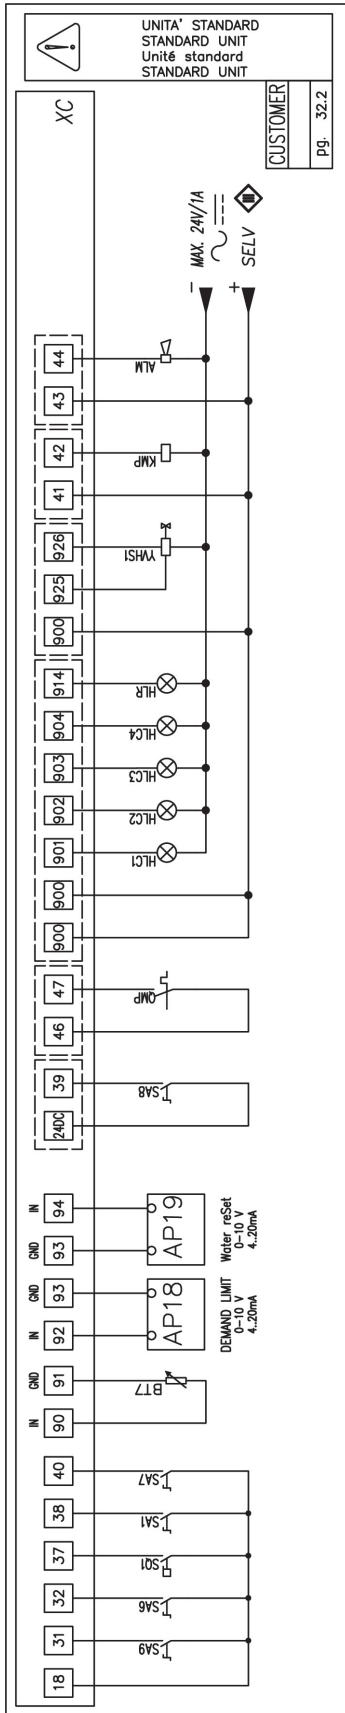 UNITA' STANDARD
STANDARD UNIT
Unité standard
STANDARD UNIT
XC
CUSTOMER
pg. 32.2
- MAX. 24V/1A
+ SELV
III
44
43
ALM
42
41
KMP
926
925
900
YVHS1
914
904
903
902
901
900
900
HLR
HLC4
HLC3
HLC2
HLC1
47
46
QMP
39
24DC
SA8
IN
94
GND
93
AP19
Water reSet
0-10 V
4..20mA
GND
93
IN
92
AP18
DEMAND LIMIT
0-10 V
4..20mA
GND
91
IN
90
BT7
40
38
37
32
31
18
SA7
SA1
SQ1
SA6
SA9